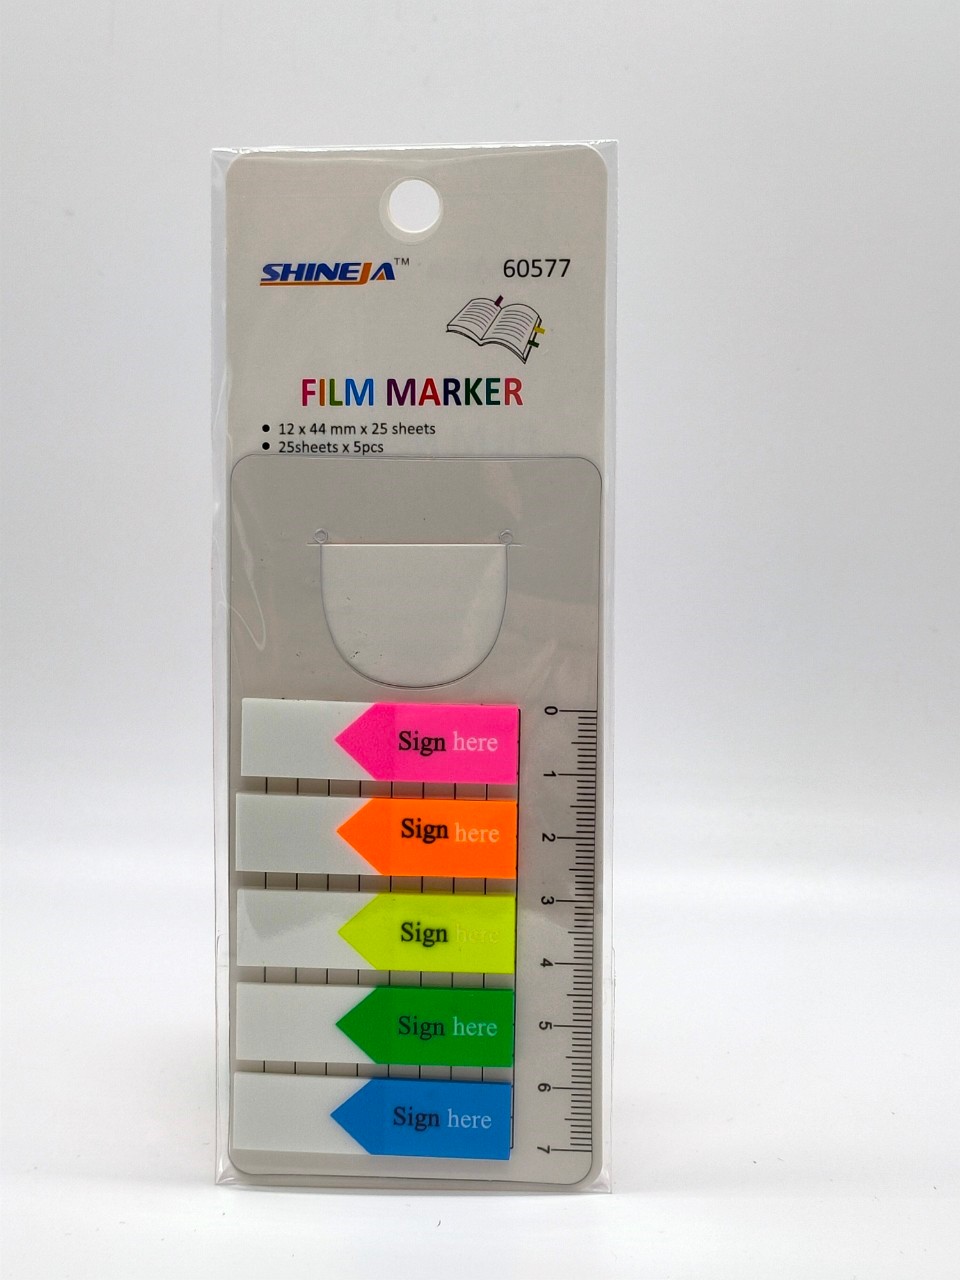 SHINEJA™
60577
FILM MARKER
• 12 x 44 mm x 25 sheets
• 25sheets x 5pcs
Sign here
Sign here
Sign here
Sign here
Sign here
0
1
2
3
4
5
6
7